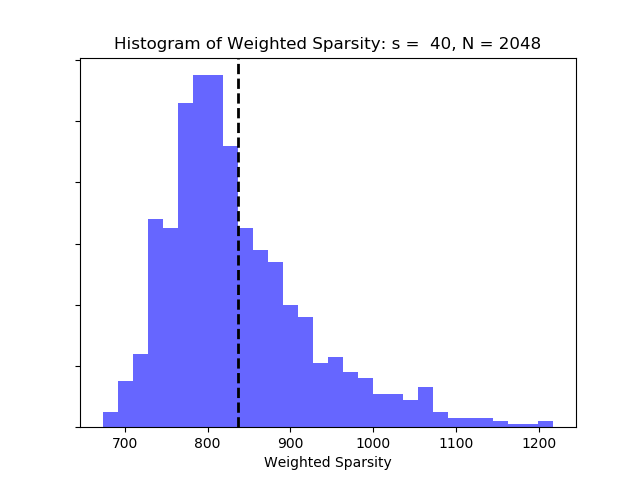 Histogram of Weighted Sparsity: s =  40, N = 2048
700 800 900 1000 1100 1200
Weighted Sparsity